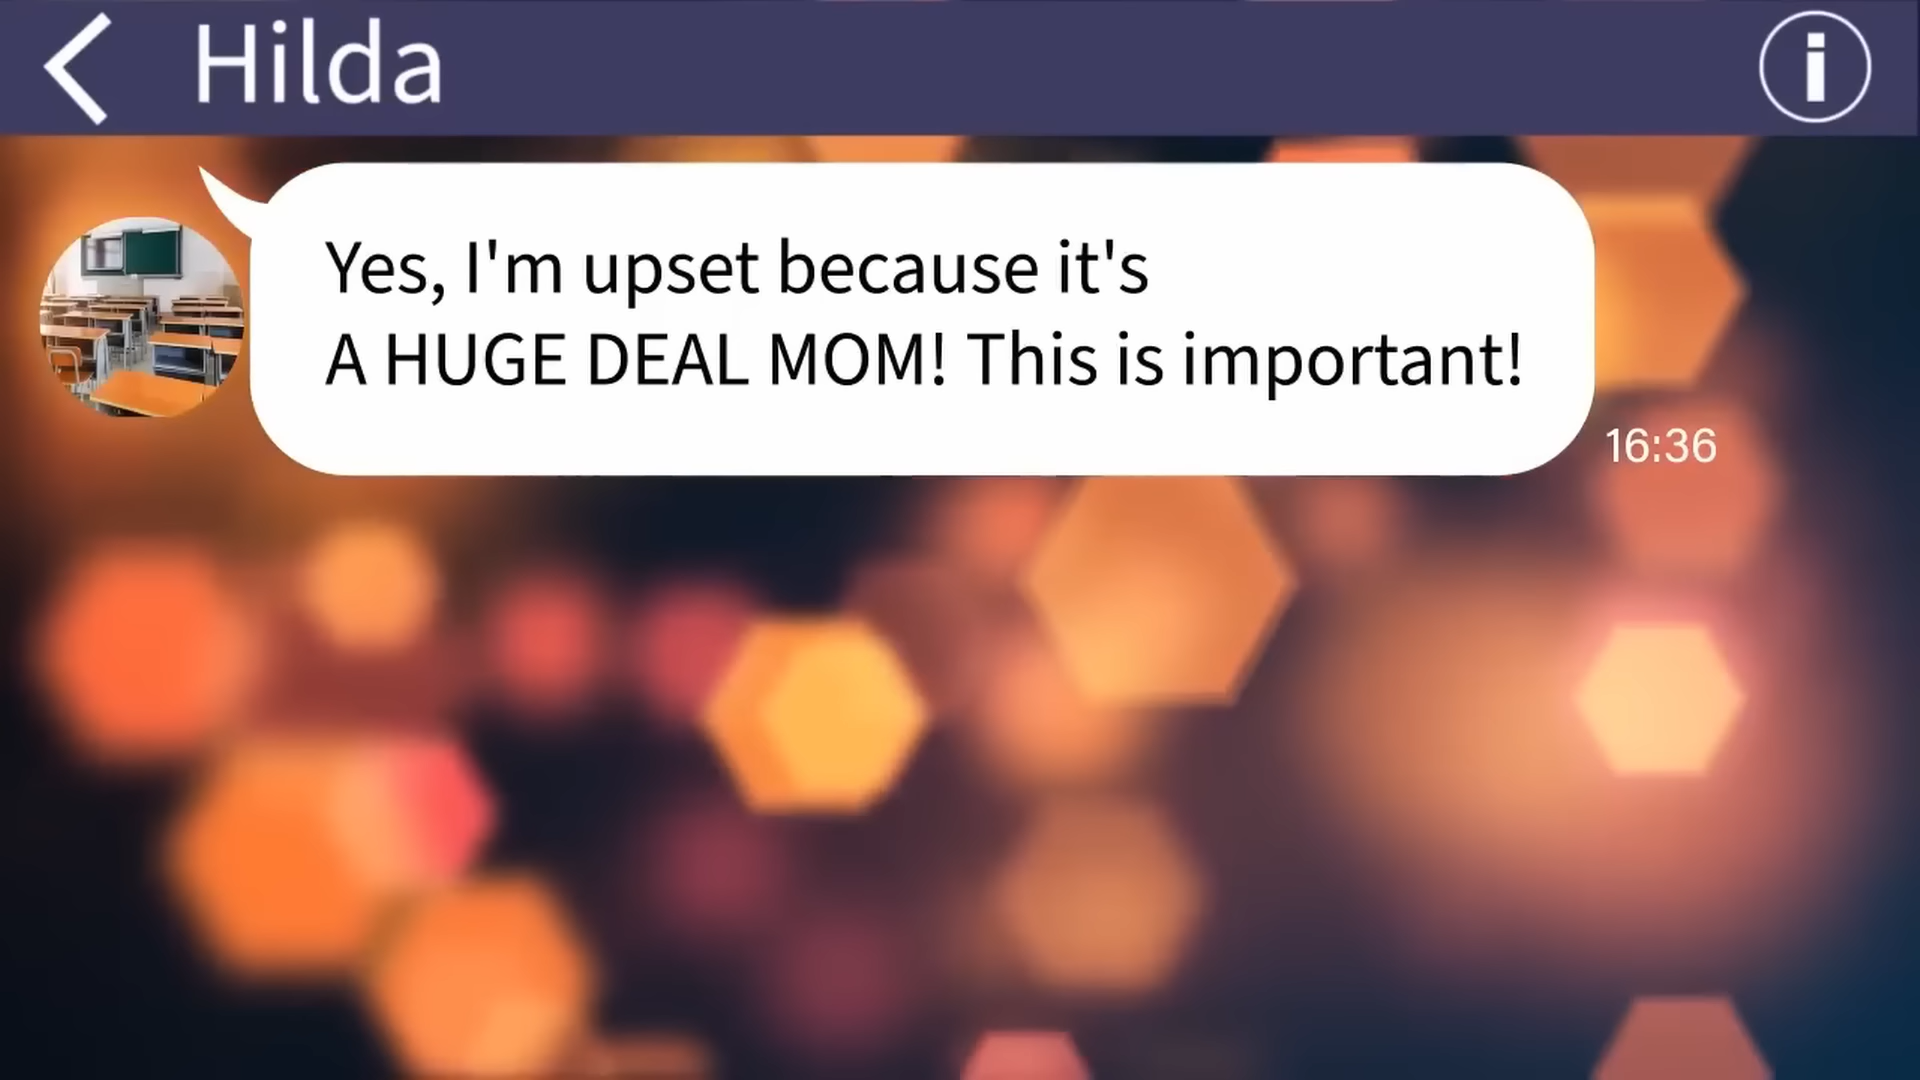 Hilda
Yes, I'm upset because it's
A HUGE DEAL MOM! This is important!
16:36